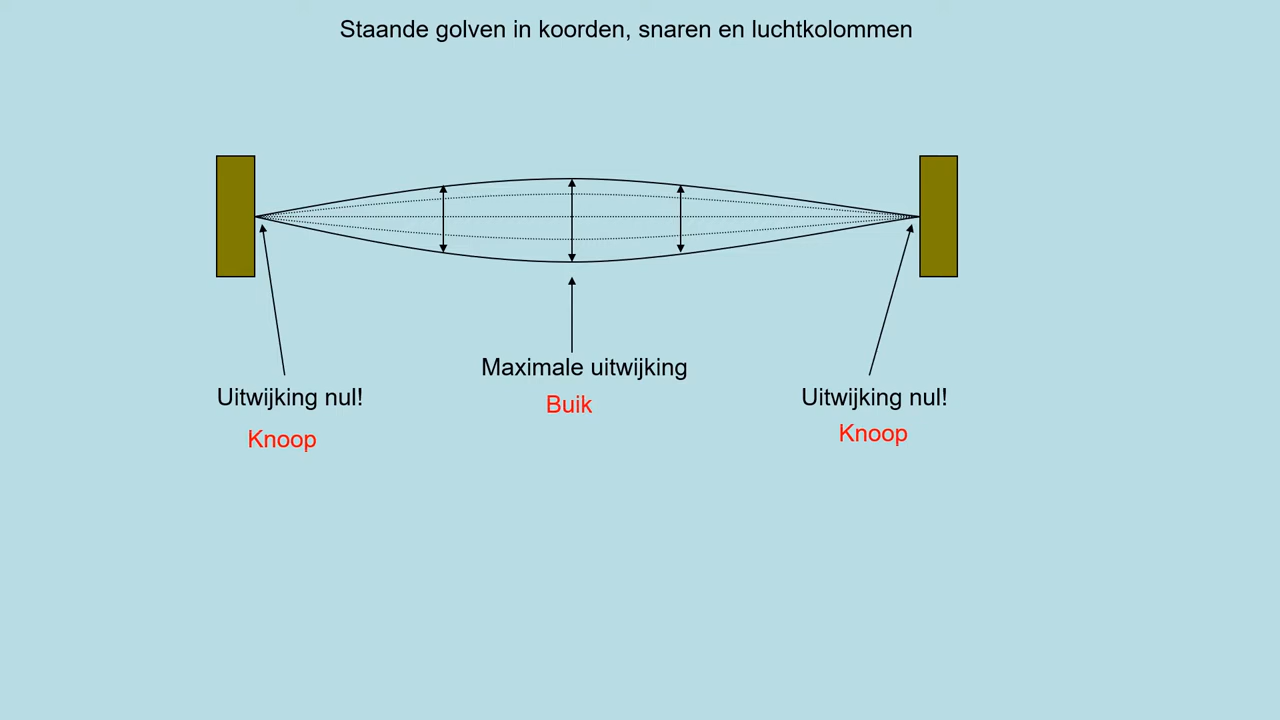 Staande golven in koorden, snaren en luchtkolommen
Maximale uitwijking
Buik
Uitwijking nul!
Knoop
Uitwijking nul!
Knoop